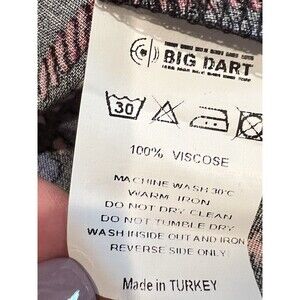 BIG DART
30
100% VISCOSE
MACHINE WASH 30°C
WARM IRON
DO NOT DRY CLEAN
DO NOT TUMBLE DRY
WASH INSIDE OUT AND IRON
REVERSE SIDE ONLY
Made in TURKEY